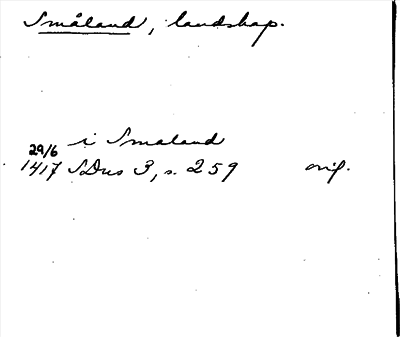 Småland, landskap.
i Smaland
29/6
1417 SDns 3, s. 259 orig.